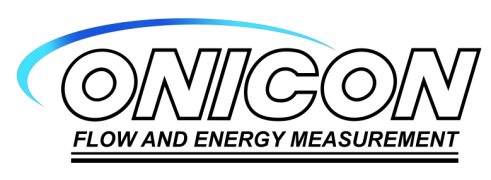 ONICON
FLOW AND ENERGY MEASUREMENT